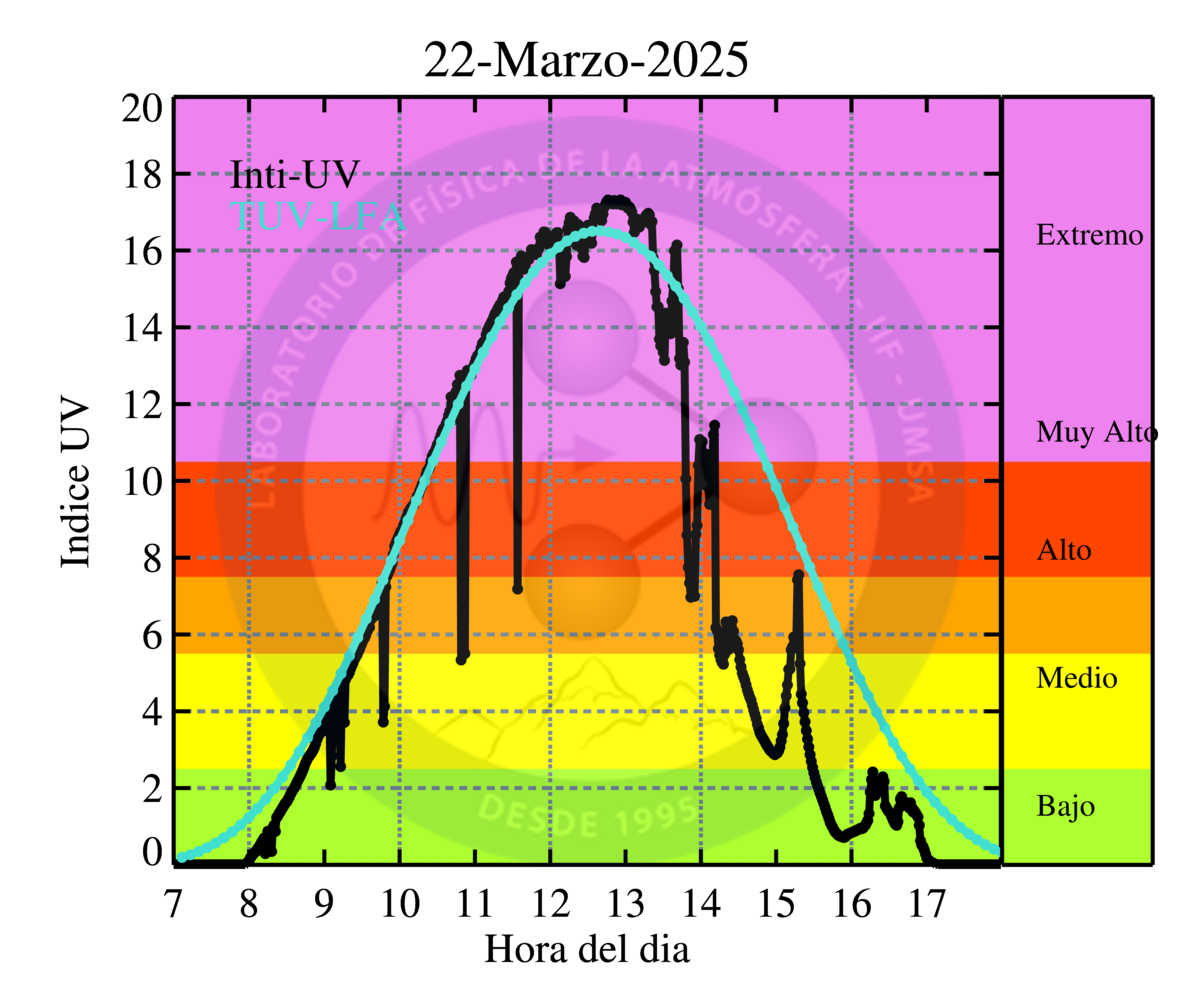 22-Marzo-2025
Indice UV
20
18
16
14
12
10
8
6
4
2
0
Inti-UV
TUV-LFA
LABORATORIO DE FÍSICA DE LA ATMÓSFERA - IIF - UMSA
DESDE 1995
Extremo
Muy Alto
Alto
Medio
Bajo
7 8 9 10 11 12 13 14 15 16 17
Hora del dia